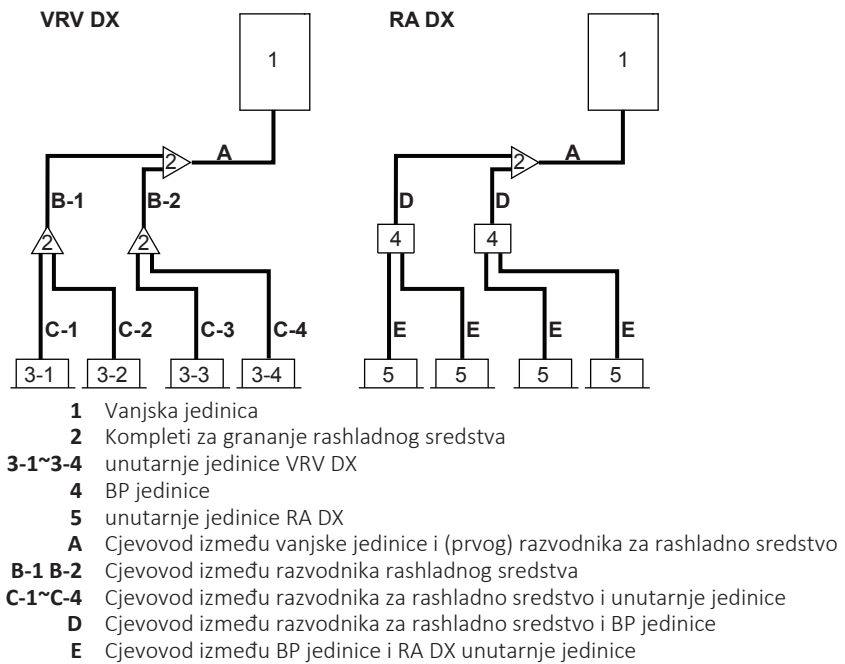 VRV DX RA DX
1 1
2 A 2 A
B-1 B-2 D D
2 2 4 4
C-1 C-2 C-3 C-4 E E E E
3-1 3-2 3-3 3-4 5 5 5 5
1 Vanjska jedinica
2 Kompleti za grananje rashladnog sredstva
3-1~3-4 unutarnje jedinice VRV DX
4 BP jedinice
5 unutarnje jedinice RA DX
A Cjevovod između vanjske jedinice i (prvog) razvodnika za rashladno sredstvo
B-1 B-2 Cjevovod između razvodnika rashladnog sredstva
C-1~C-4 Cjevovod između razvodnika za rashladno sredstvo i unutarnje jedinice
D Cjevovod između razvodnika za rashladno sredstvo i BP jedinice
E Cjevovod između BP jedinice i RA DX unutarnje jedinice